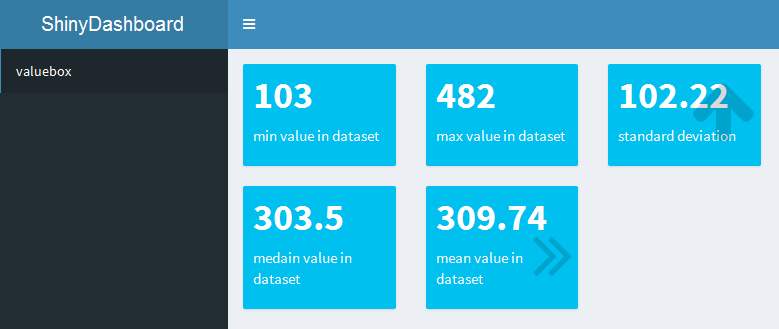 ShinyDashboard
valuebox
103
min value in dataset
482
max value in dataset
102.22
standard deviation
303.5
medain value in
dataset
309.74
mean value in
dataset